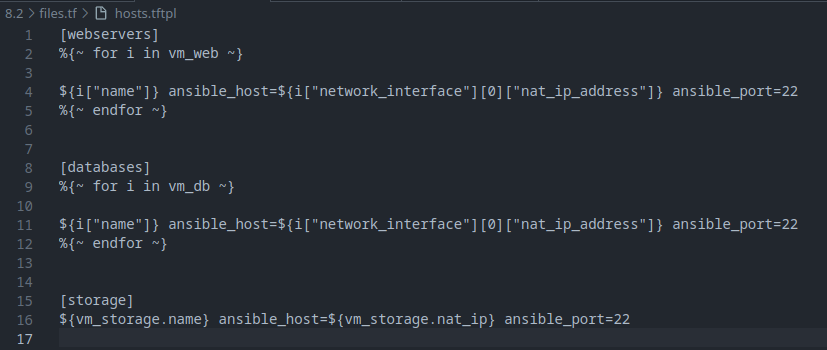 8.2 > files.tf > hosts.tftpl
1 [webservers]
2 %{~ for i in vm_web ~}
3
4 ${i["name"]} ansible_host=${i["network_interface"][0]["nat_ip_address"]} ansible_port=22
5 %{~ endfor ~}
6
7
8 [databases]
9 %{~ for i in vm_db ~}
10
11 ${i["name"]} ansible_host=${i["network_interface"][0]["nat_ip_address"]} ansible_port=22
12 %{~ endfor ~}
13
14
15 [storage]
16 ${vm_storage.name} ansible_host=${vm_storage.nat_ip} ansible_port=22
17